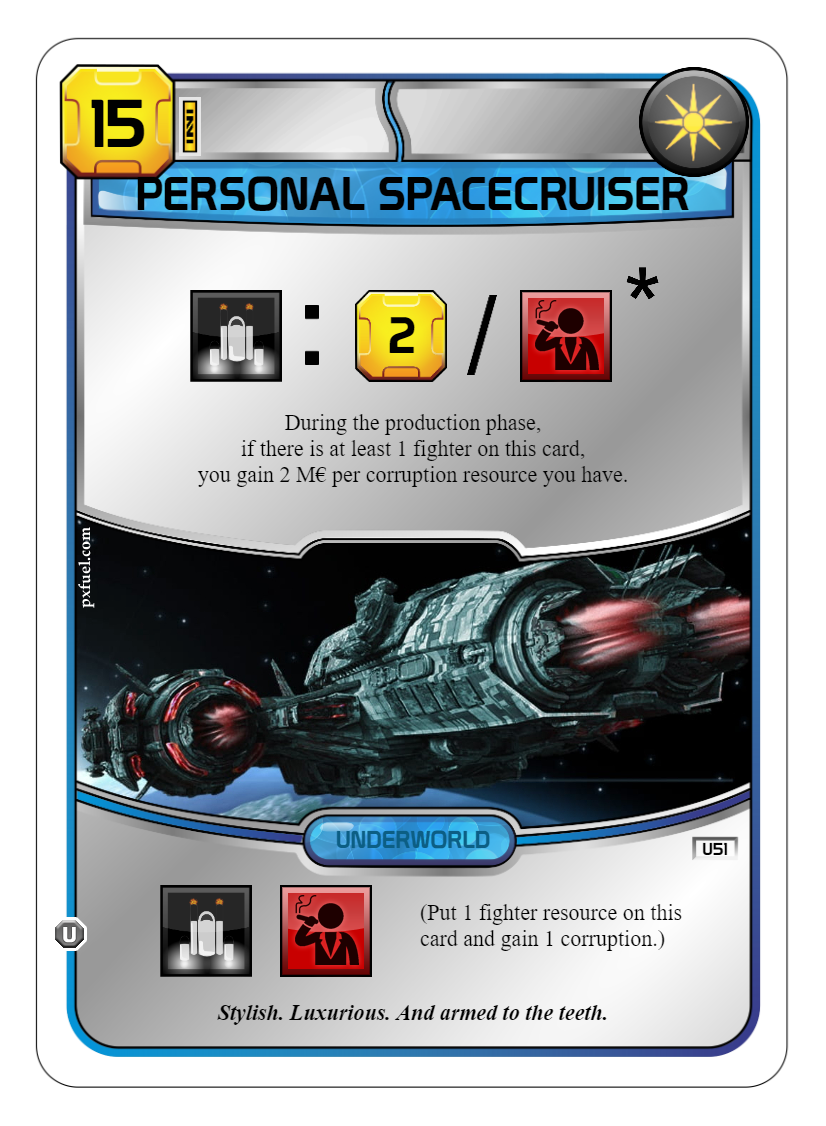 15
PERSONAL SPACECRUISER
: 2 / *
During the production phase,
if there is at least 1 fighter on this card,
you gain 2 M€ per corruption resource you have.
pxfuel.com
UNDERWORLD
U51
(Put 1 fighter resource on this
card and gain 1 corruption.)
U
Stylish. Luxurious. And armed to the teeth.